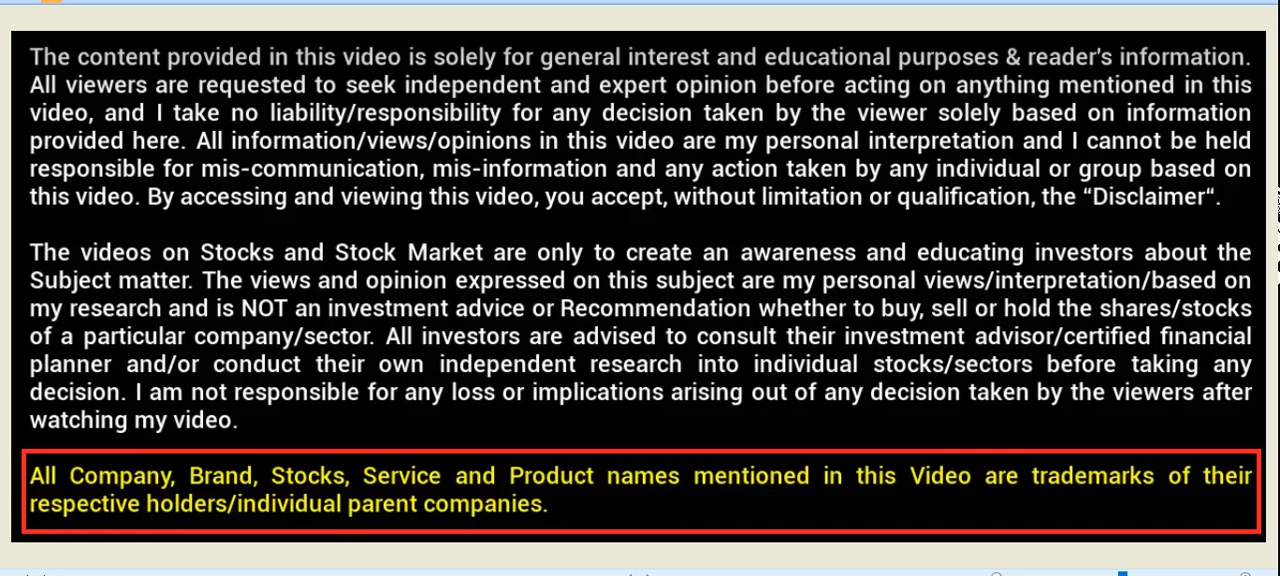 The content provided in this video is solely for general interest and educational purposes & reader's information.
All viewers are requested to seek independent and expert opinion before acting on anything mentioned in this
video, and I take no liability/responsibility for any decision taken by the viewer solely based on information
provided here. All information/views/opinions in this video are my personal interpretation and I cannot be held
responsible for mis-communication, mis-information and any action taken by any individual or group based on
this video. By accessing and viewing this video, you accept, without limitation or qualification, the “Disclaimer“.
The videos on Stocks and Stock Market are only to create an awareness and educating investors about the
Subject matter. The views and opinion expressed on this subject are my personal views/interpretation/based on
my research and is NOT an investment advice or Recommendation whether to buy, sell or hold the shares/stocks
of a particular company/sector. All investors are advised to consult their investment advisor/certified financial
planner and/or conduct their own independent research into individual stocks/sectors before taking any
decision. I am not responsible for any loss or implications arising out of any decision taken by the viewers after
watching my video.
All Company, Brand, Stocks, Service and Product names mentioned in this Video are trademarks of their
respective holders/individual parent companies.